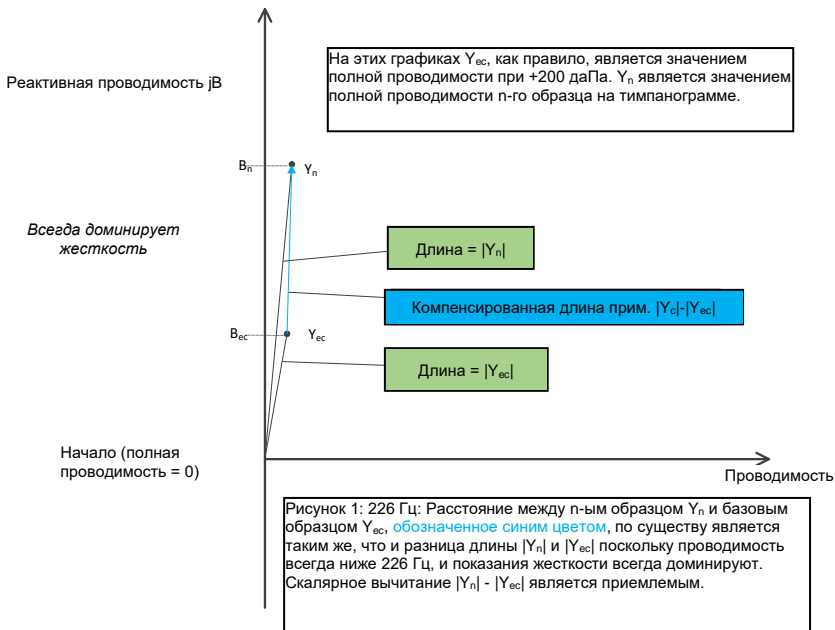 На этих графиках Yec, как правило, является значением
полной проводимости при +200 даПа. Yn является значением
полной проводимости n-го образца на тимпанограмме.
Реактивная проводимость jB
Bn
Yn
Всегда доминирует
жесткость
Длина = |Yn|
Компенсированная длина прим. |Yc|-|Yec|
Bec
Yec
Длина = |Yec|
Начало (полная
проводимость = 0)
Проводимость
Рисунок 1: 226 Гц: Расстояние между n-ым образцом Yn и базовым
образцом Yec, обозначенное синим цветом, по существу является
таким же, что и разница длины |Yn| и |Yec| поскольку проводимость
всегда ниже 226 Гц, и показания жесткости всегда доминируют.
Скалярное вычитание |Yn| - |Yec| является приемлемым.